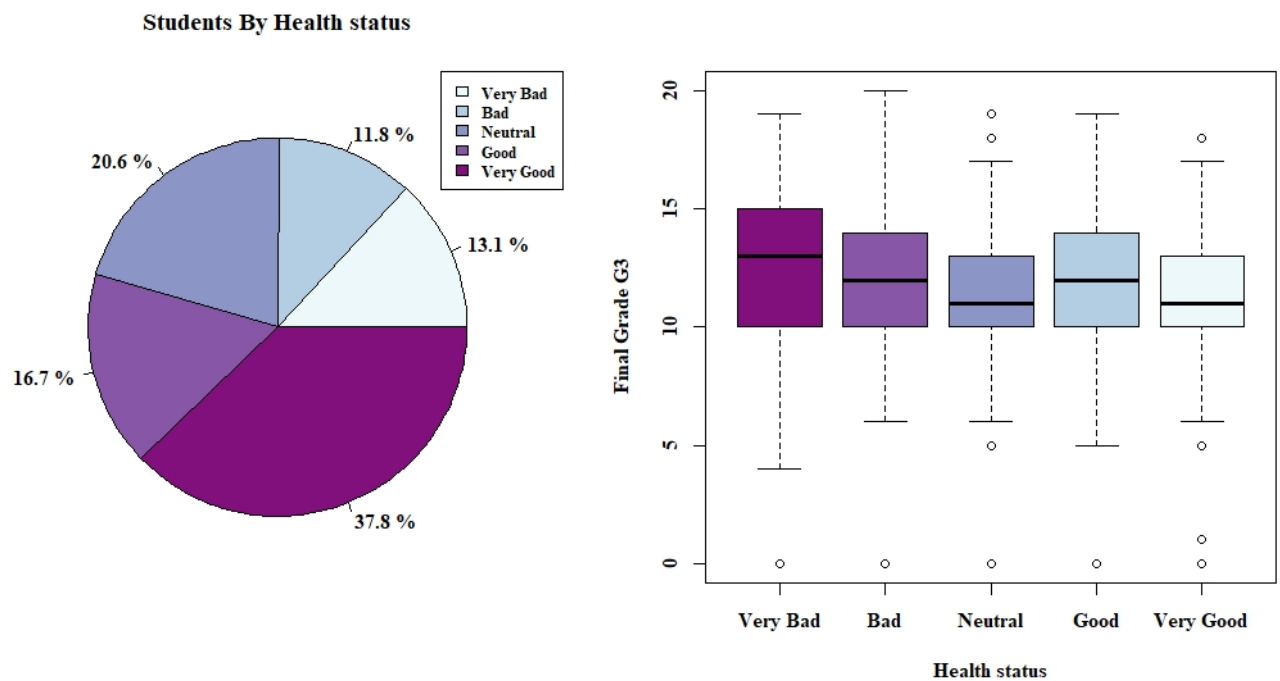 Students By Health status
Very Bad
Bad
Neutral
Good
Very Good
11.8 %
20.6 %
13.1 %
16.7 %
37.8 %
Final Grade G3
20
15
10
5
0
Very Bad
Bad
Neutral
Good
Very Good
Health status